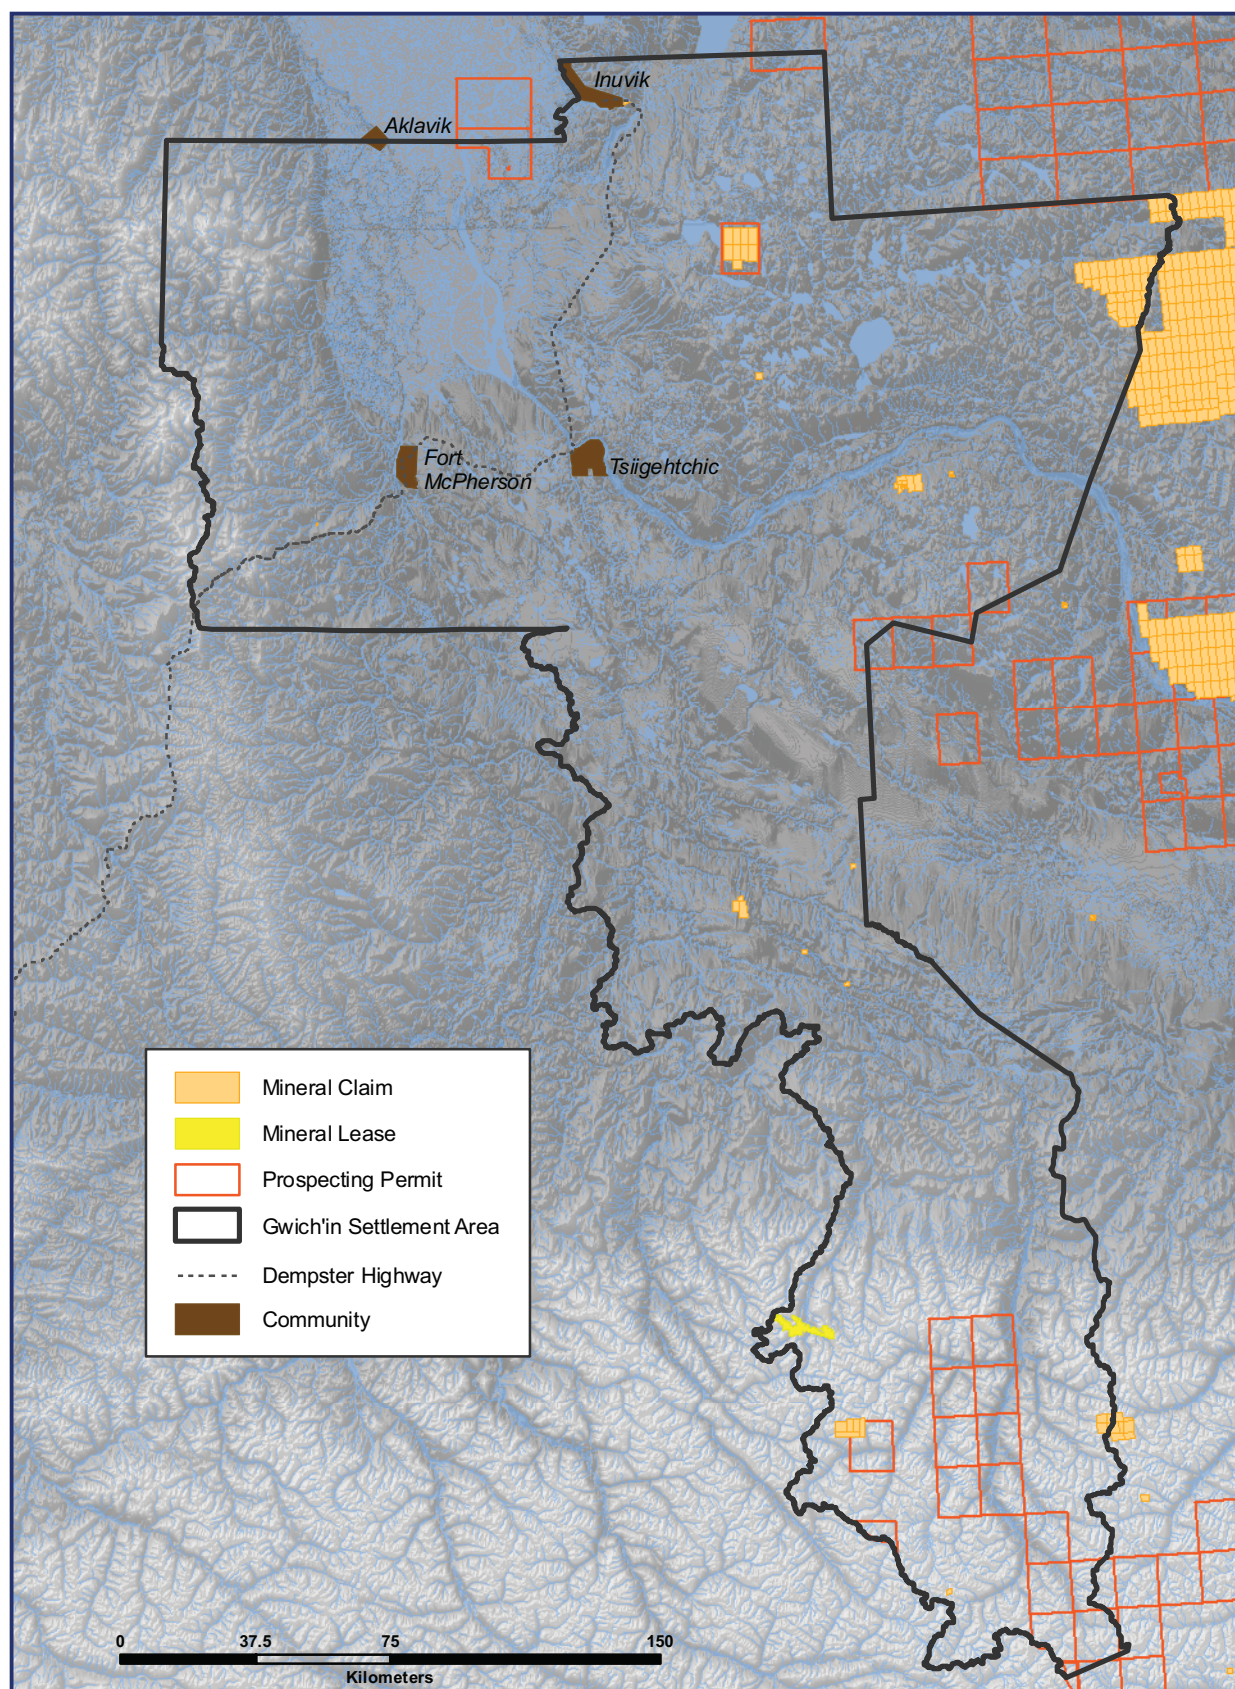 Inuvik
Aklavik
Fort
McPherson
Tsiigehtchic
Mineral Claim
Mineral Lease
Prospecting Permit
Gwich'in Settlement Area
Dempster Highway
Community
0 37.5 75 150
Kilometers